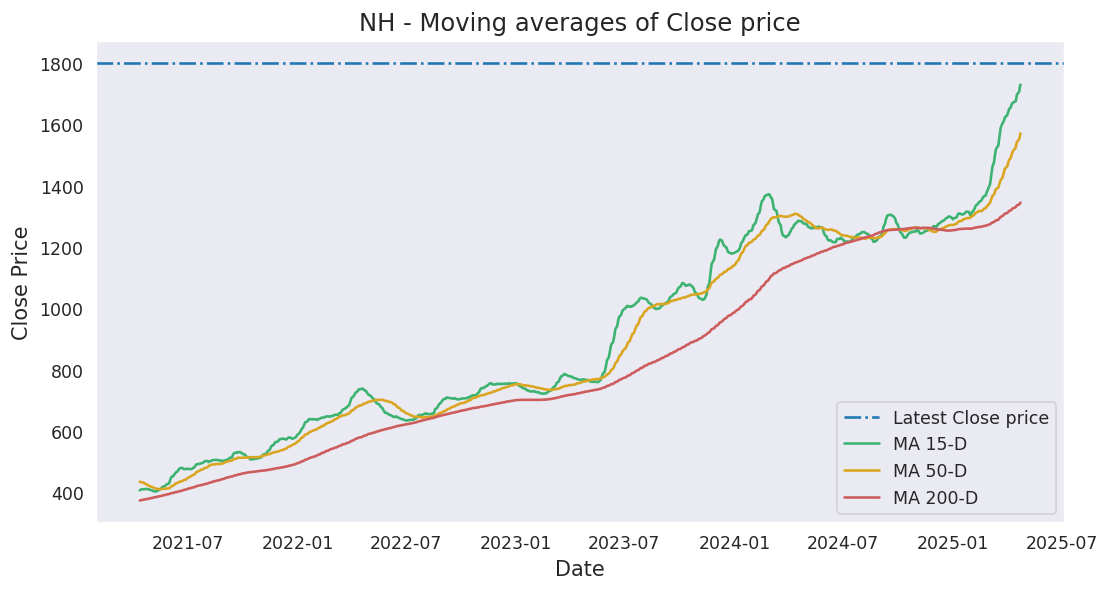 NH - Moving averages of Close price
1800
1600
1400
1200
1000
800
600
400
Close Price
Latest Close price
MA 15-D
MA 50-D
MA 200-D
2021-07 2022-01 2022-07 2023-01 2023-07 2024-01 2024-07 2025-01 2025-07
Date